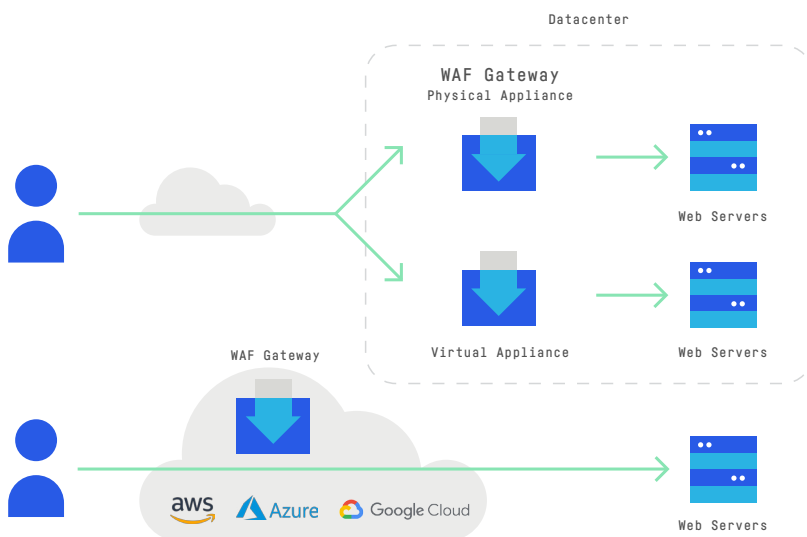 Datacenter
WAF Gateway
Physical Appliance
Web Servers
Virtual Appliance
Web Servers
WAF Gateway
aws
Azure
Google Cloud
Web Servers